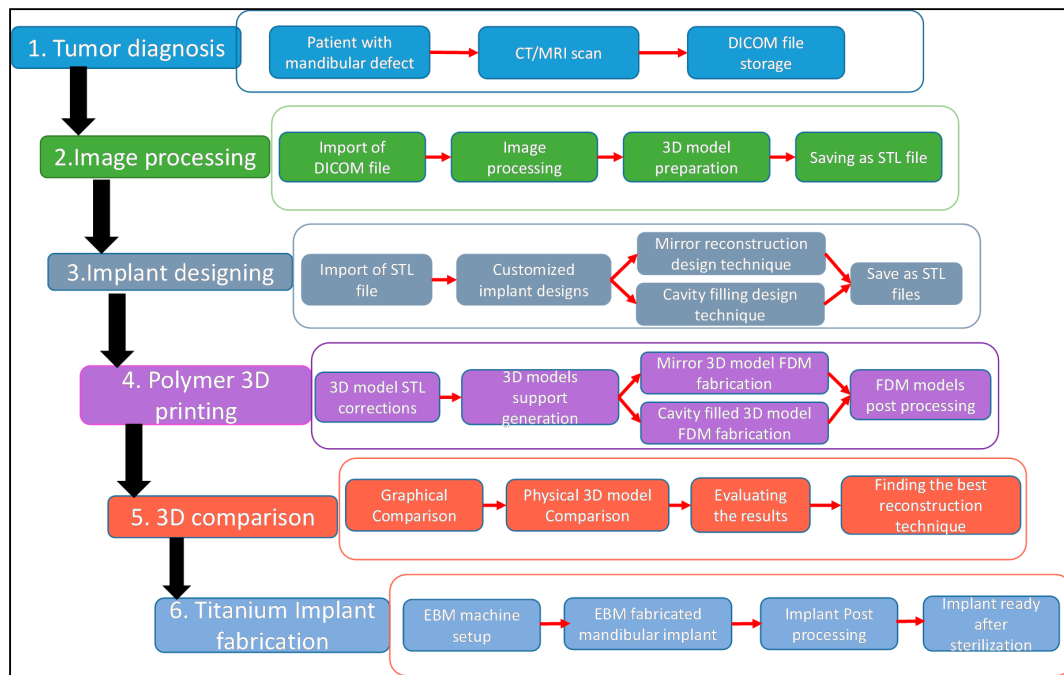 1. Tumor diagnosis
Patient with
mandibular defect
CT/MRI scan
DICOM file
storage
2.Image processing
Import of
DICOM file
Image
processing
3D model
preparation
Saving as STL file
3.Implant designing
Import of STL
file
Customized
implant designs
Mirror reconstruction
design technique
Cavity filling design
technique
Save as STL
files
4. Polymer 3D
printing
3D model STL
corrections
3D models
support
generation
Mirror 3D model FDM
fabrication
Cavity filled 3D model
FDM fabrication
FDM models
post processing
5. 3D comparison
Graphical
Comparison
Physical 3D model
Comparison
Evaluating
the results
Finding the best
reconstruction
technique
6. Titanium Implant
fabrication
EBM machine
setup
EBM fabricated
mandibular implant
Implant Post
processing
Implant ready
after
sterilization